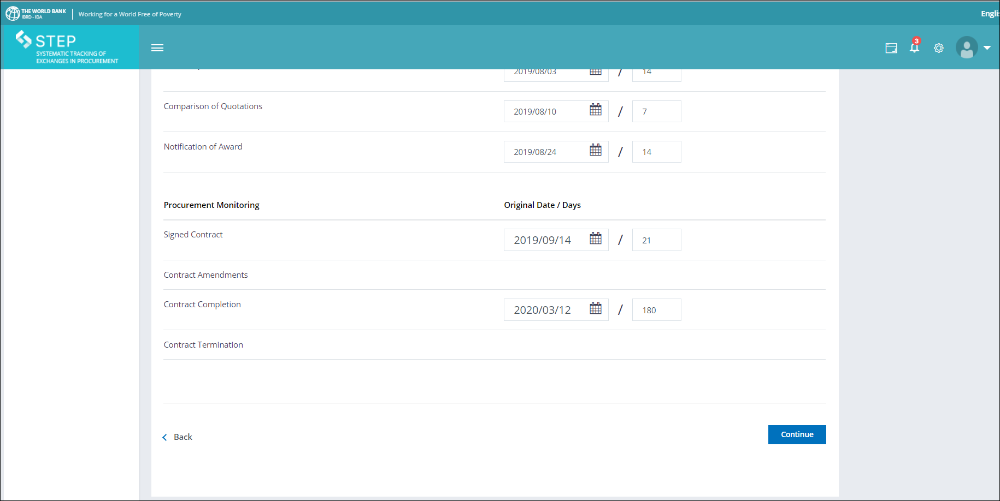 THE WORLD BANK
IBRD - IDA
Working for a World Free of Poverty
Englis
STEP
SYSTEMATIC TRACKING OF
EXCHANGES IN PROCUREMENT
3
2019/08/03 / 14
Comparison of Quotations 2019/08/10 / 7
Notification of Award 2019/08/24 / 14
Procurement Monitoring Original Date / Days
Signed Contract 2019/09/14 / 21
Contract Amendments
Contract Completion 2020/03/12 / 180
Contract Termination
Back
Continue